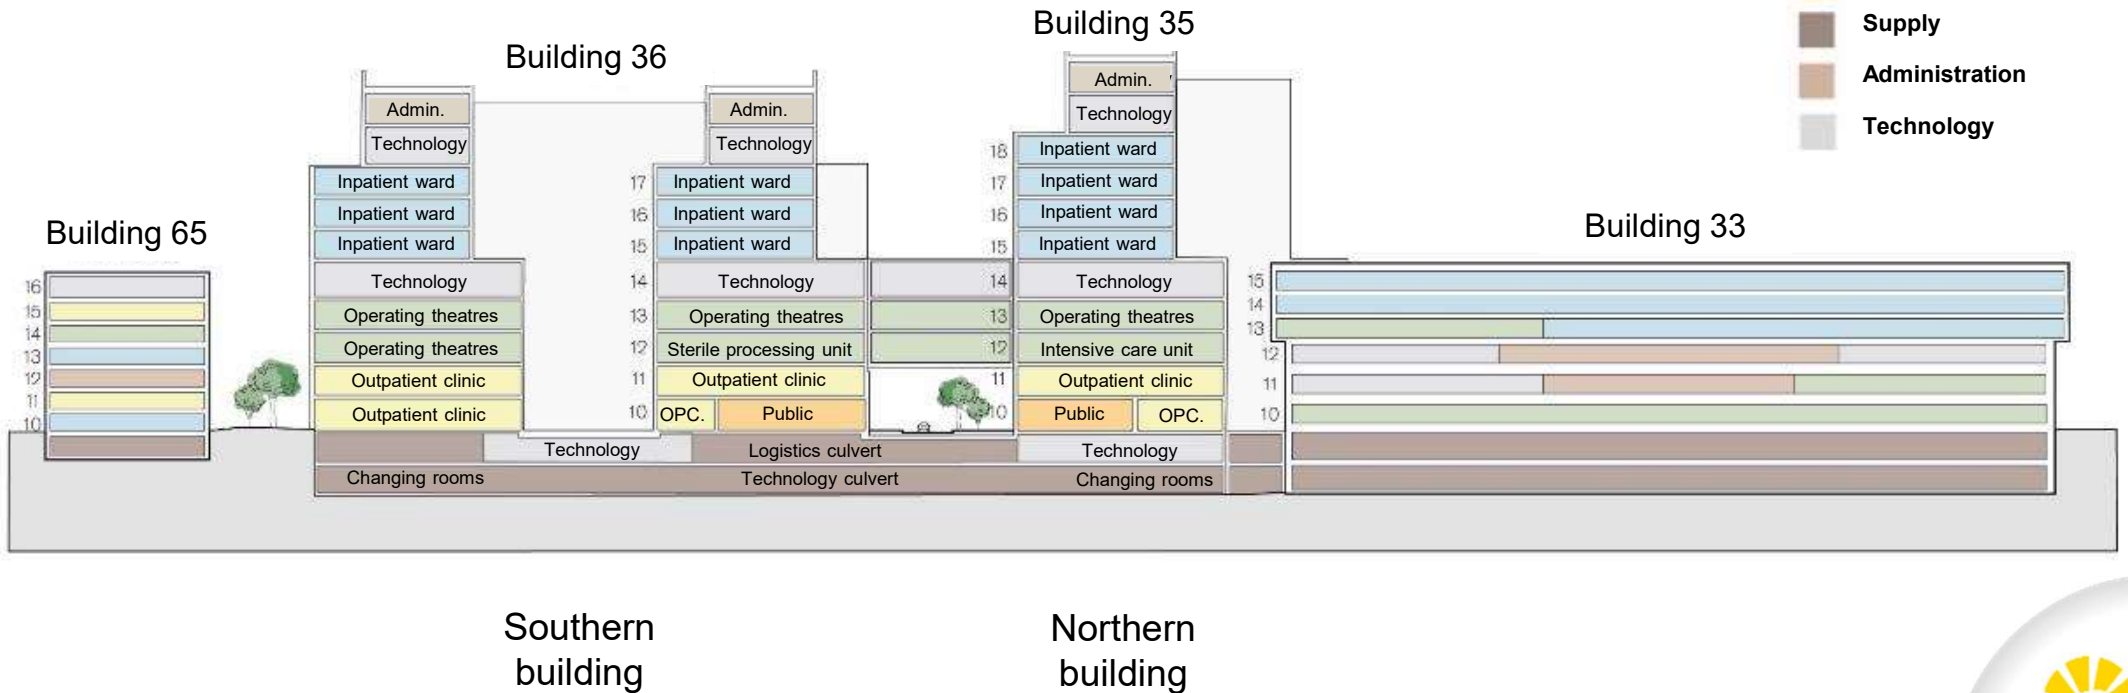 Building 35
Supply
Building 36
Administration
Admin.
Admin.
Admin.
Technology
Technology
Technology
Technology
18 Inpatient ward
Inpatient ward
17 Inpatient ward
17 Inpatient ward
Inpatient ward
16 Inpatient ward
16 Inpatient ward
Building 65
Building 33
Inpatient ward
15 Inpatient ward
15 Inpatient ward
Technology
14 Technology
14 Technology
Operating theatres
13 Operating theatres
13 Operating theatres
Operating theatres
12 Sterile processing unit
12 Intensive care unit
Outpatient clinic
11 Outpatient clinic
11 Outpatient clinic
Outpatient clinic
10 OPC. Public
10 Public OPC.
16
15
14
13
12
11
10
15
14
13
12
11
10
Technology
Logistics culvert
Technology
Changing rooms
Technology culvert
Changing rooms
Southern
building
Northern
building